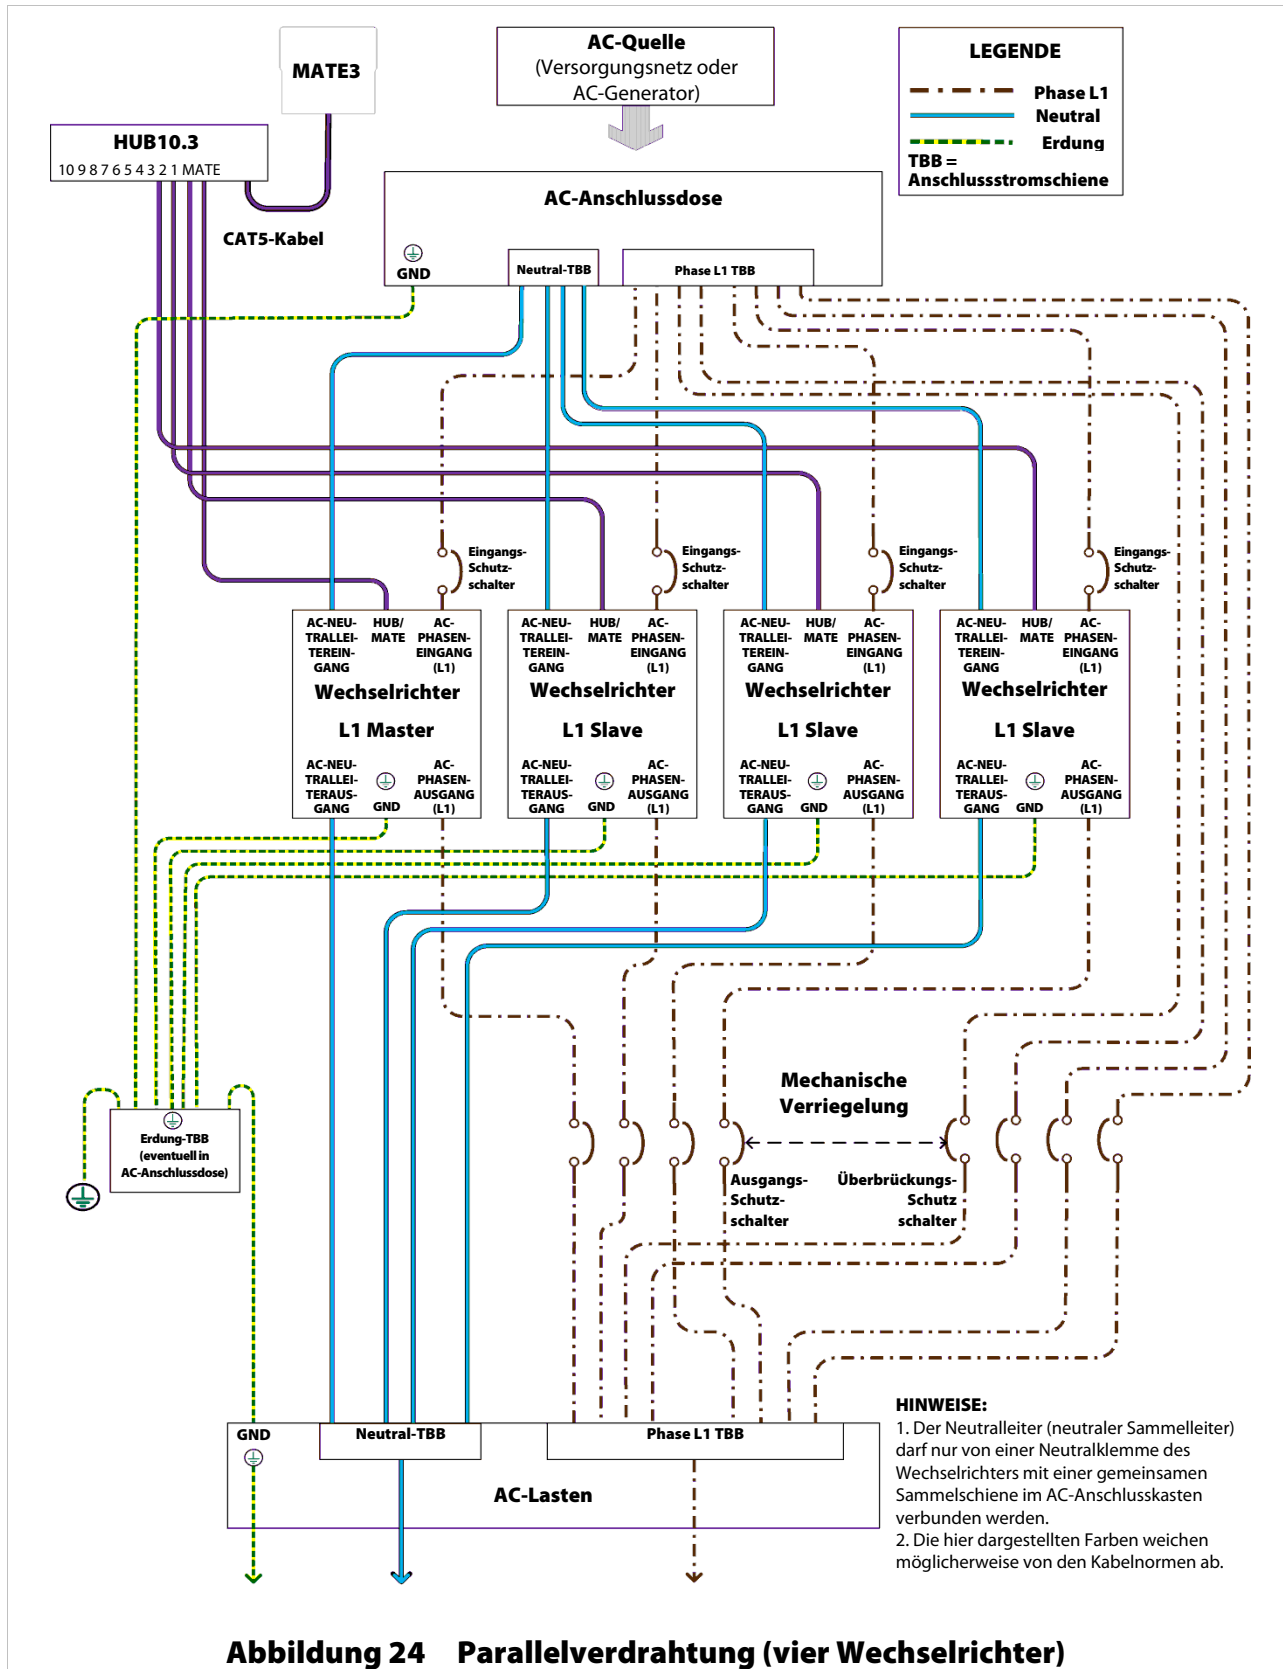 MATE3
AC-Quelle
(Versorgungsnetz oder
AC-Generator)
LEGENDE
Phase L1
Neutral
Erdung
TBB =
Anschlussstromschiene
HUB10.3
10 9 8 7 6 5 4 3 2 1 MATE
CAT5-Kabel
AC-Anschlussdose
GND
Neutral-TBB
Phase L1 TBB
Eingangs-
Schutz-
schalter
Eingangs-
Schutz-
schalter
Eingangs-
Schutz-
schalter
Eingangs-
Schutz-
schalter
AC-NEU-
TRALLEI-
TEREIN-
GANG
HUB/
MATE
AC-
PHASEN-
EINGANG
(L1)
Wechselrichter
L1 Master
AC-NEU-
TRALLEI-
TERAUS-
GANG
GND
AC-
PHASEN-
AUSGANG
(L1)
AC-NEU-
TRALLEI-
TEREIN-
GANG
HUB/
MATE
AC-
PHASEN-
EINGANG
(L1)
Wechselrichter
L1 Slave
AC-NEU-
TRALLEI-
TERAUS-
GANG
GND
AC-
PHASEN-
AUSGANG
(L1)
AC-NEU-
TRALLEI-
TEREIN-
GANG
HUB/
MATE
AC-
PHASEN-
EINGANG
(L1)
Wechselrichter
L1 Slave
AC-NEU-
TRALLEI-
TERAUS-
GANG
GND
AC-
PHASEN-
AUSGANG
(L1)
AC-NEU-
TRALLEI-
TEREIN-
GANG
HUB/
MATE
AC-
PHASEN-
EINGANG
(L1)
Wechselrichter
L1 Slave
AC-NEU-
TRALLEI-
TERAUS-
GANG
GND
AC-
PHASEN-
AUSGANG
(L1)
Mechanische
Verriegelung
Erdung-TBB
(eventuell in
AC-Anschlussdose)
Ausgangs-
Schutz-
schalter
Überbrückungs-
Schutz
schalter
GND
Neutral-TBB
Phase L1 TBB
AC-Lasten
HINWEISE:
1. Der Neutralleiter (neutraler Sammelleiter)
darf nur von einer Neutralklemme des
Wechselrichters mit einer gemeinsamen
Sammelschiene im AC-Anschlusskasten
verbunden werden.
2. Die hier dargestellten Farben weichen
möglicherweise von den Kabelnormen ab.
Abbildung 24 Parallelverdrahtung (vier Wechselrichter)